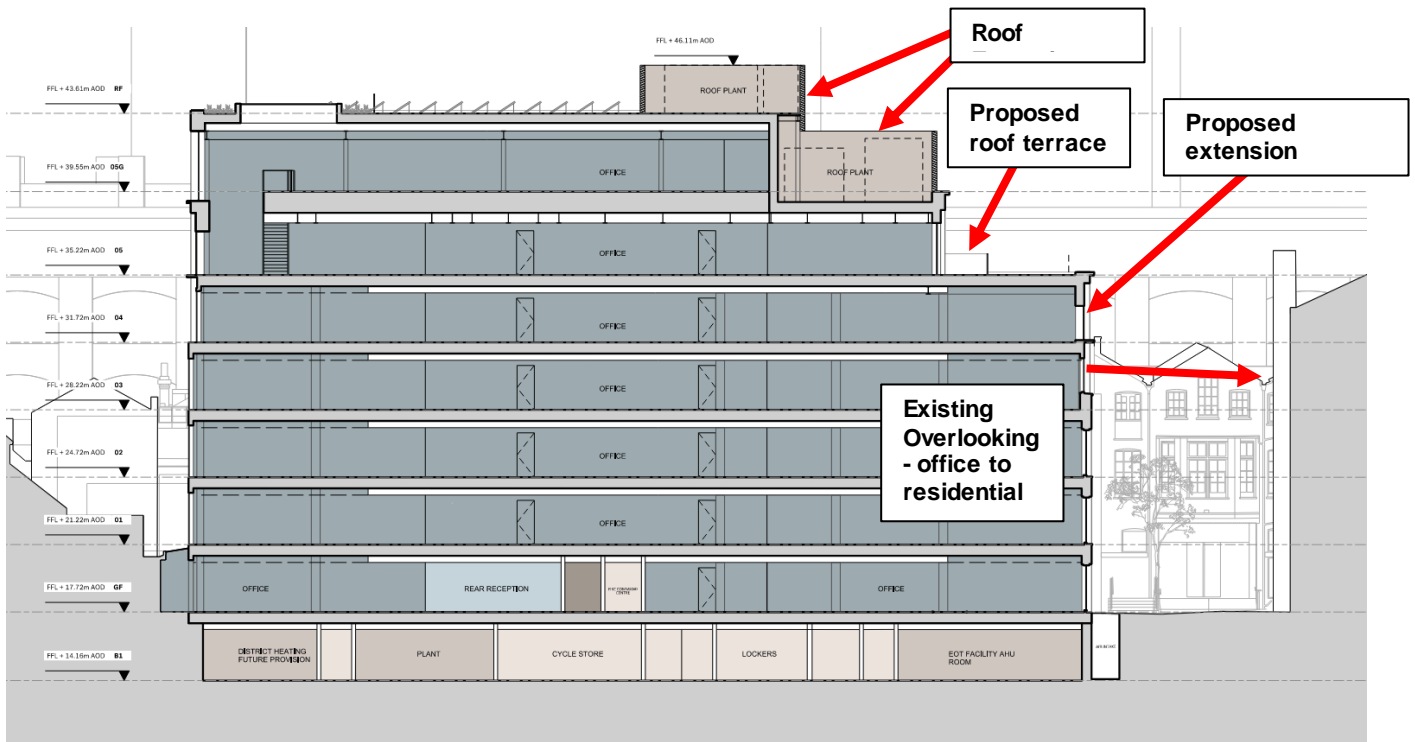 FFL + 46.11m AOD
Roof
FFL + 43.61m AOD RF
ROOF PLANT
Proposed
roof terrace
Proposed
extension
FFL + 39.55m AOD 05G
OFFICE
ROOF PLANT
FFL + 35.22m AOD 05
OFFICE
FFL + 31.72m AOD 04
OFFICE
FFL + 28.22m AOD 03
OFFICE
Existing
Overlooking
- office to
residential
FFL + 24.72m AOD 02
OFFICE
FFL + 21.22m AOD 01
OFFICE
FFL + 17.72m AOD GF
OFFICE
REAR RECEPTION
OFFICE
FFL + 14.16m AOD B1
DISTRICT HEATING
FUTURE PROVISION
PLANT
CYCLE STORE
LOCKERS
EOT FACILITY AHU
ROOM